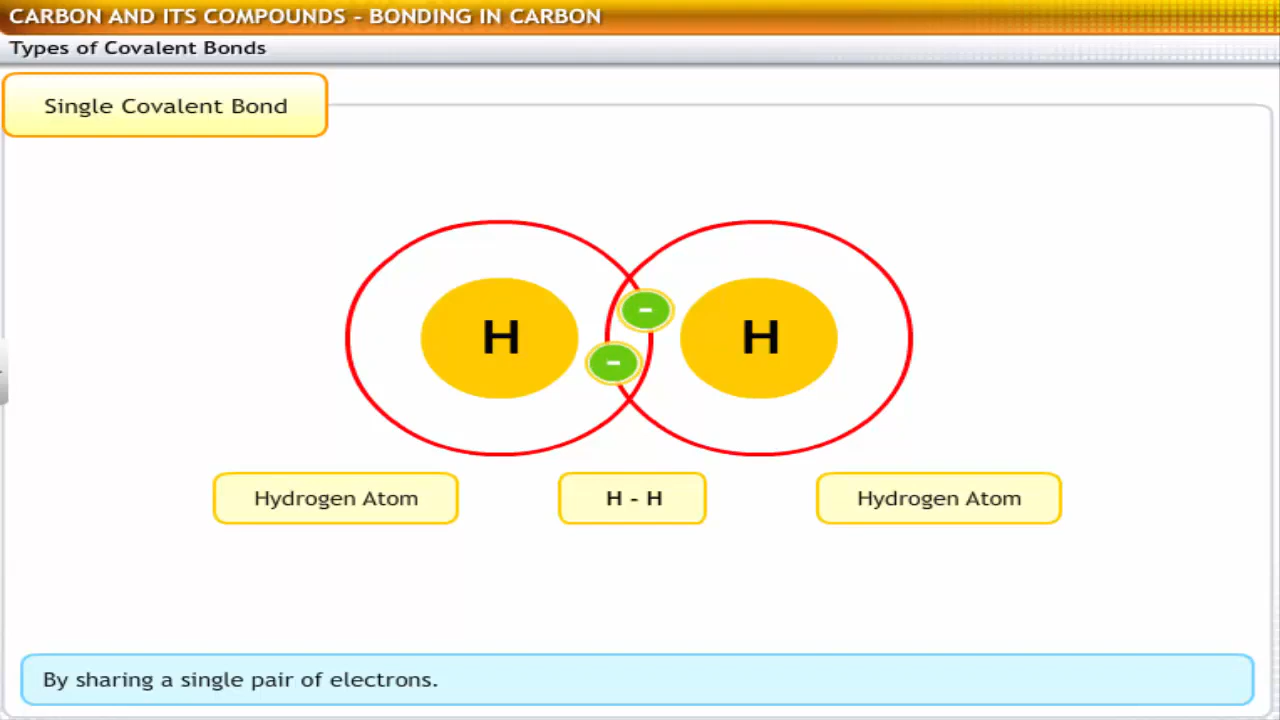 CARBON AND ITS COMPOUNDS - BONDING IN CARBON
Types of Covalent Bonds
Single Covalent Bond
H
H
-
-
Hydrogen Atom
H - H
Hydrogen Atom
By sharing a single pair of electrons.